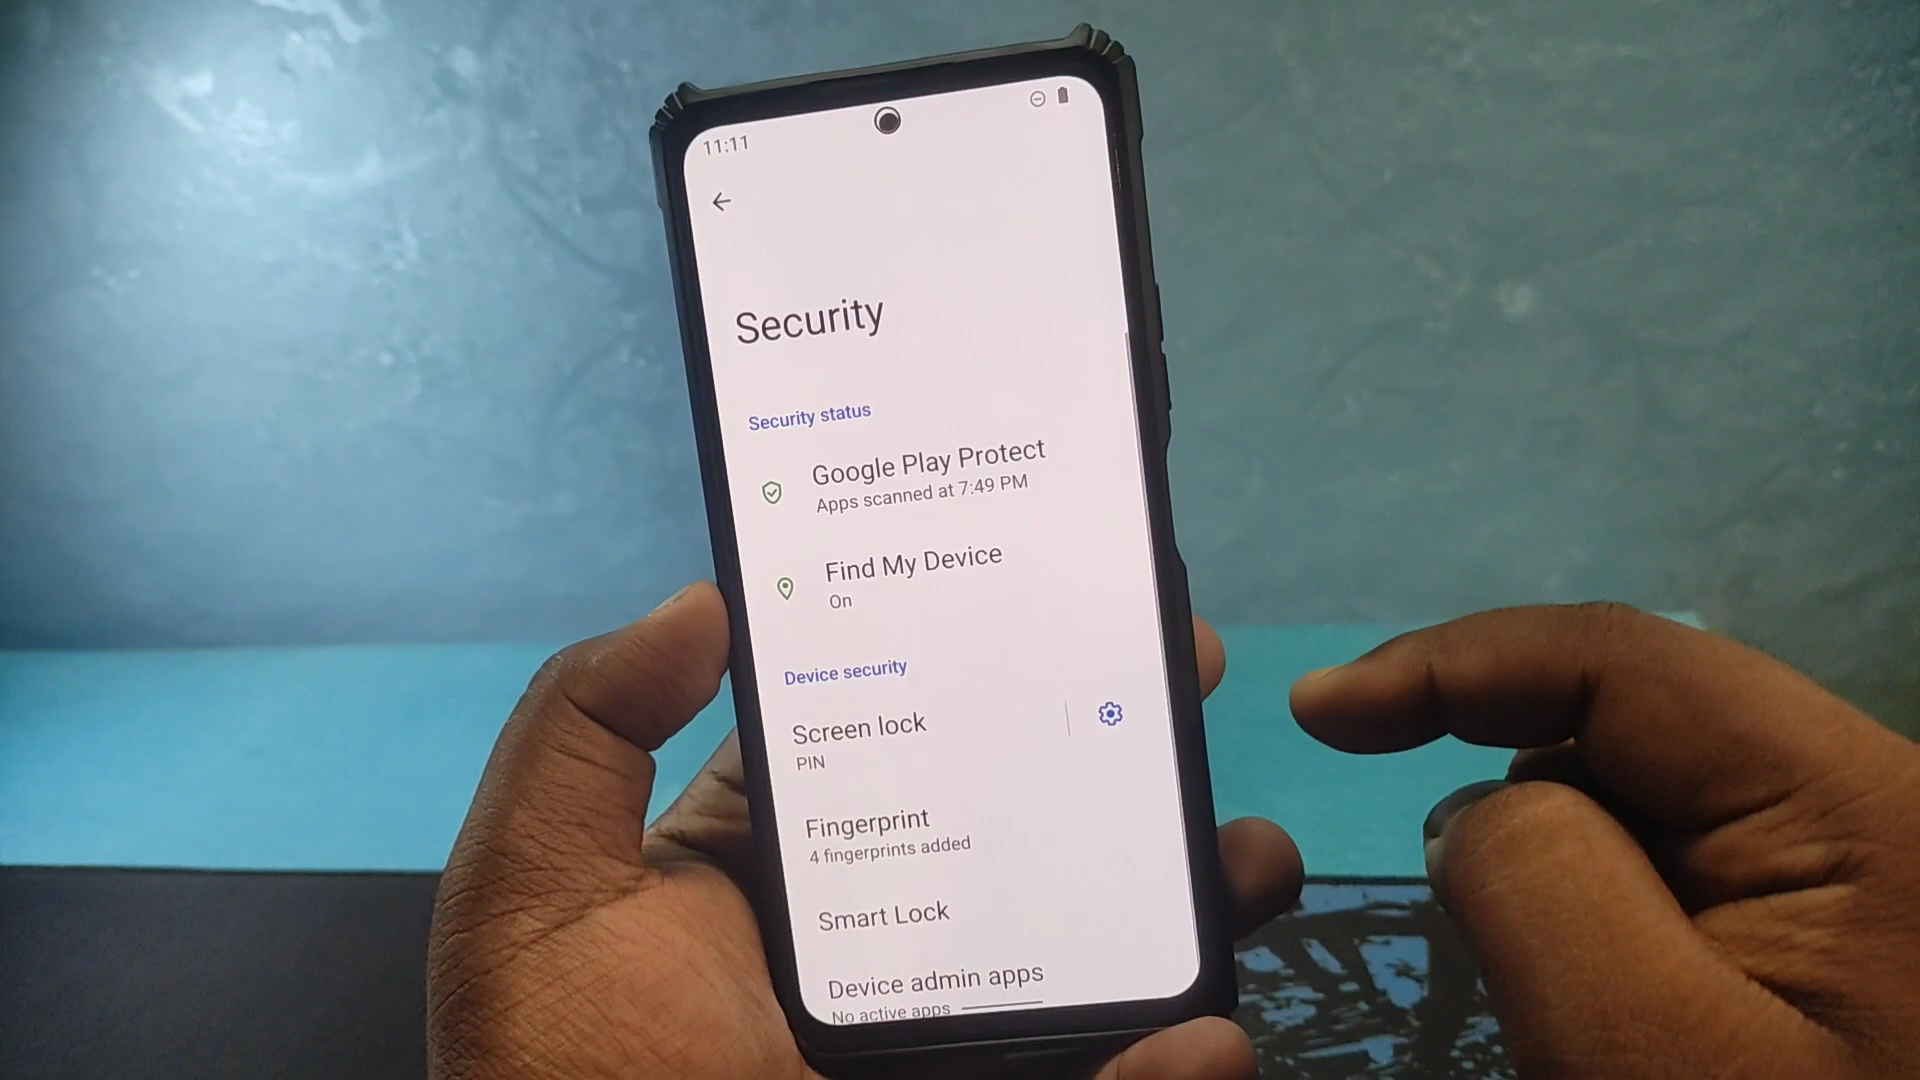 11:11
Security
Security status
Google Play Protect
Apps scanned at 7:49 PM
Find My Device
On
Device security
Screen lock
PIN
Fingerprint
4 fingerprints added
Smart Lock
Device admin apps
No active apps